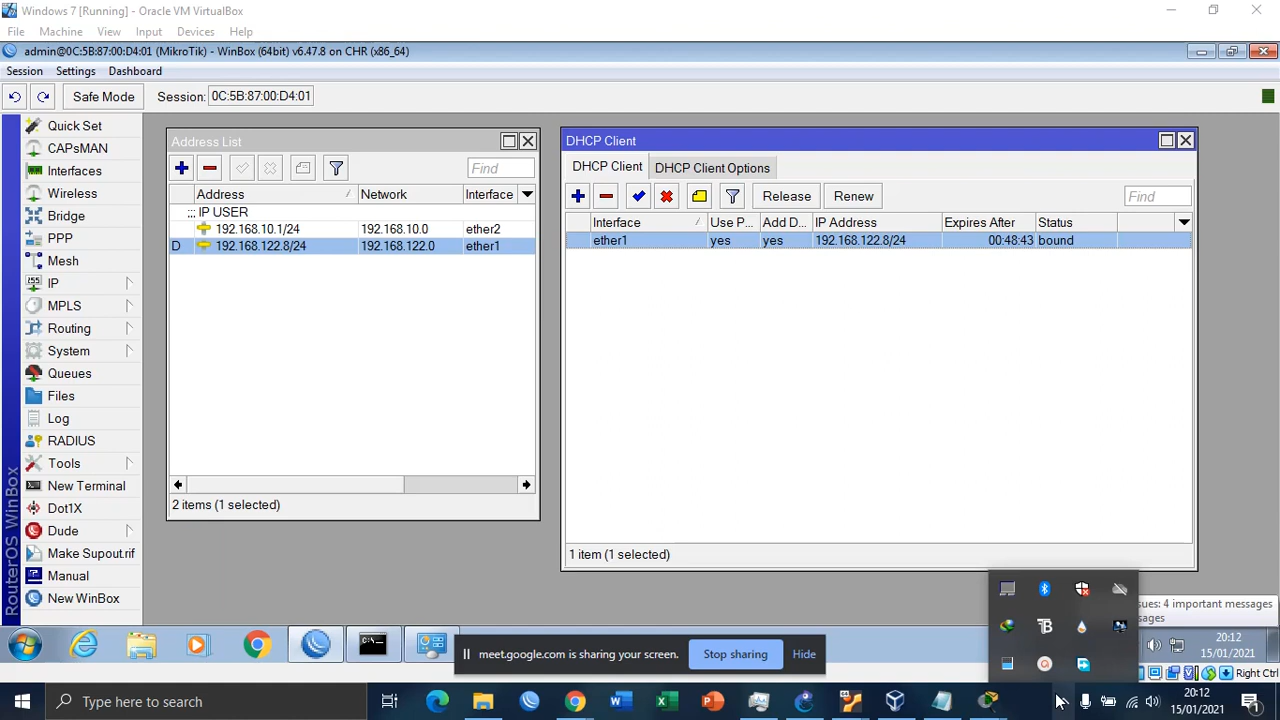 Windows 7 [Running] - Oracle VM VirtualBox
File Machine View Input Devices Help
admin@0C:5B:87:00:D4:01 (MikroTik) - WinBox (64bit) v6.47.8 on CHR (x86_64)
Session Settings Dashboard
Safe Mode Session: 0C:5B:87:00:D4:01
Quick Set
CAPsMAN
Interfaces
Wireless
Bridge
PPP
Mesh
IP
MPLS
Routing
System
Queues
Files
Log
RADIUS
Tools
New Terminal
Dot1X
Dude
Make Supout.rif
Manual
New WinBox
RouterOS WinBox
Address List
Find
Address Network Interface
;;; IP USER
192.168.10.1/24 192.168.10.0 ether2
D 192.168.122.8/24 192.168.122.0 ether1
2 items (1 selected)
DHCP Client
DHCP Client DHCP Client Options
Release Renew Find
Interface Use P... Add D... IP Address Expires After Status
ether1 yes yes 192.168.122.8/24 00:48:43 bound
1 item (1 selected)
sues: 4 important messages
sages
20:12
15/01/2021
meet.google.com is sharing your screen. Stop sharing Hide
Right Ctrl
Type here to search
20:12
15/01/2021
1